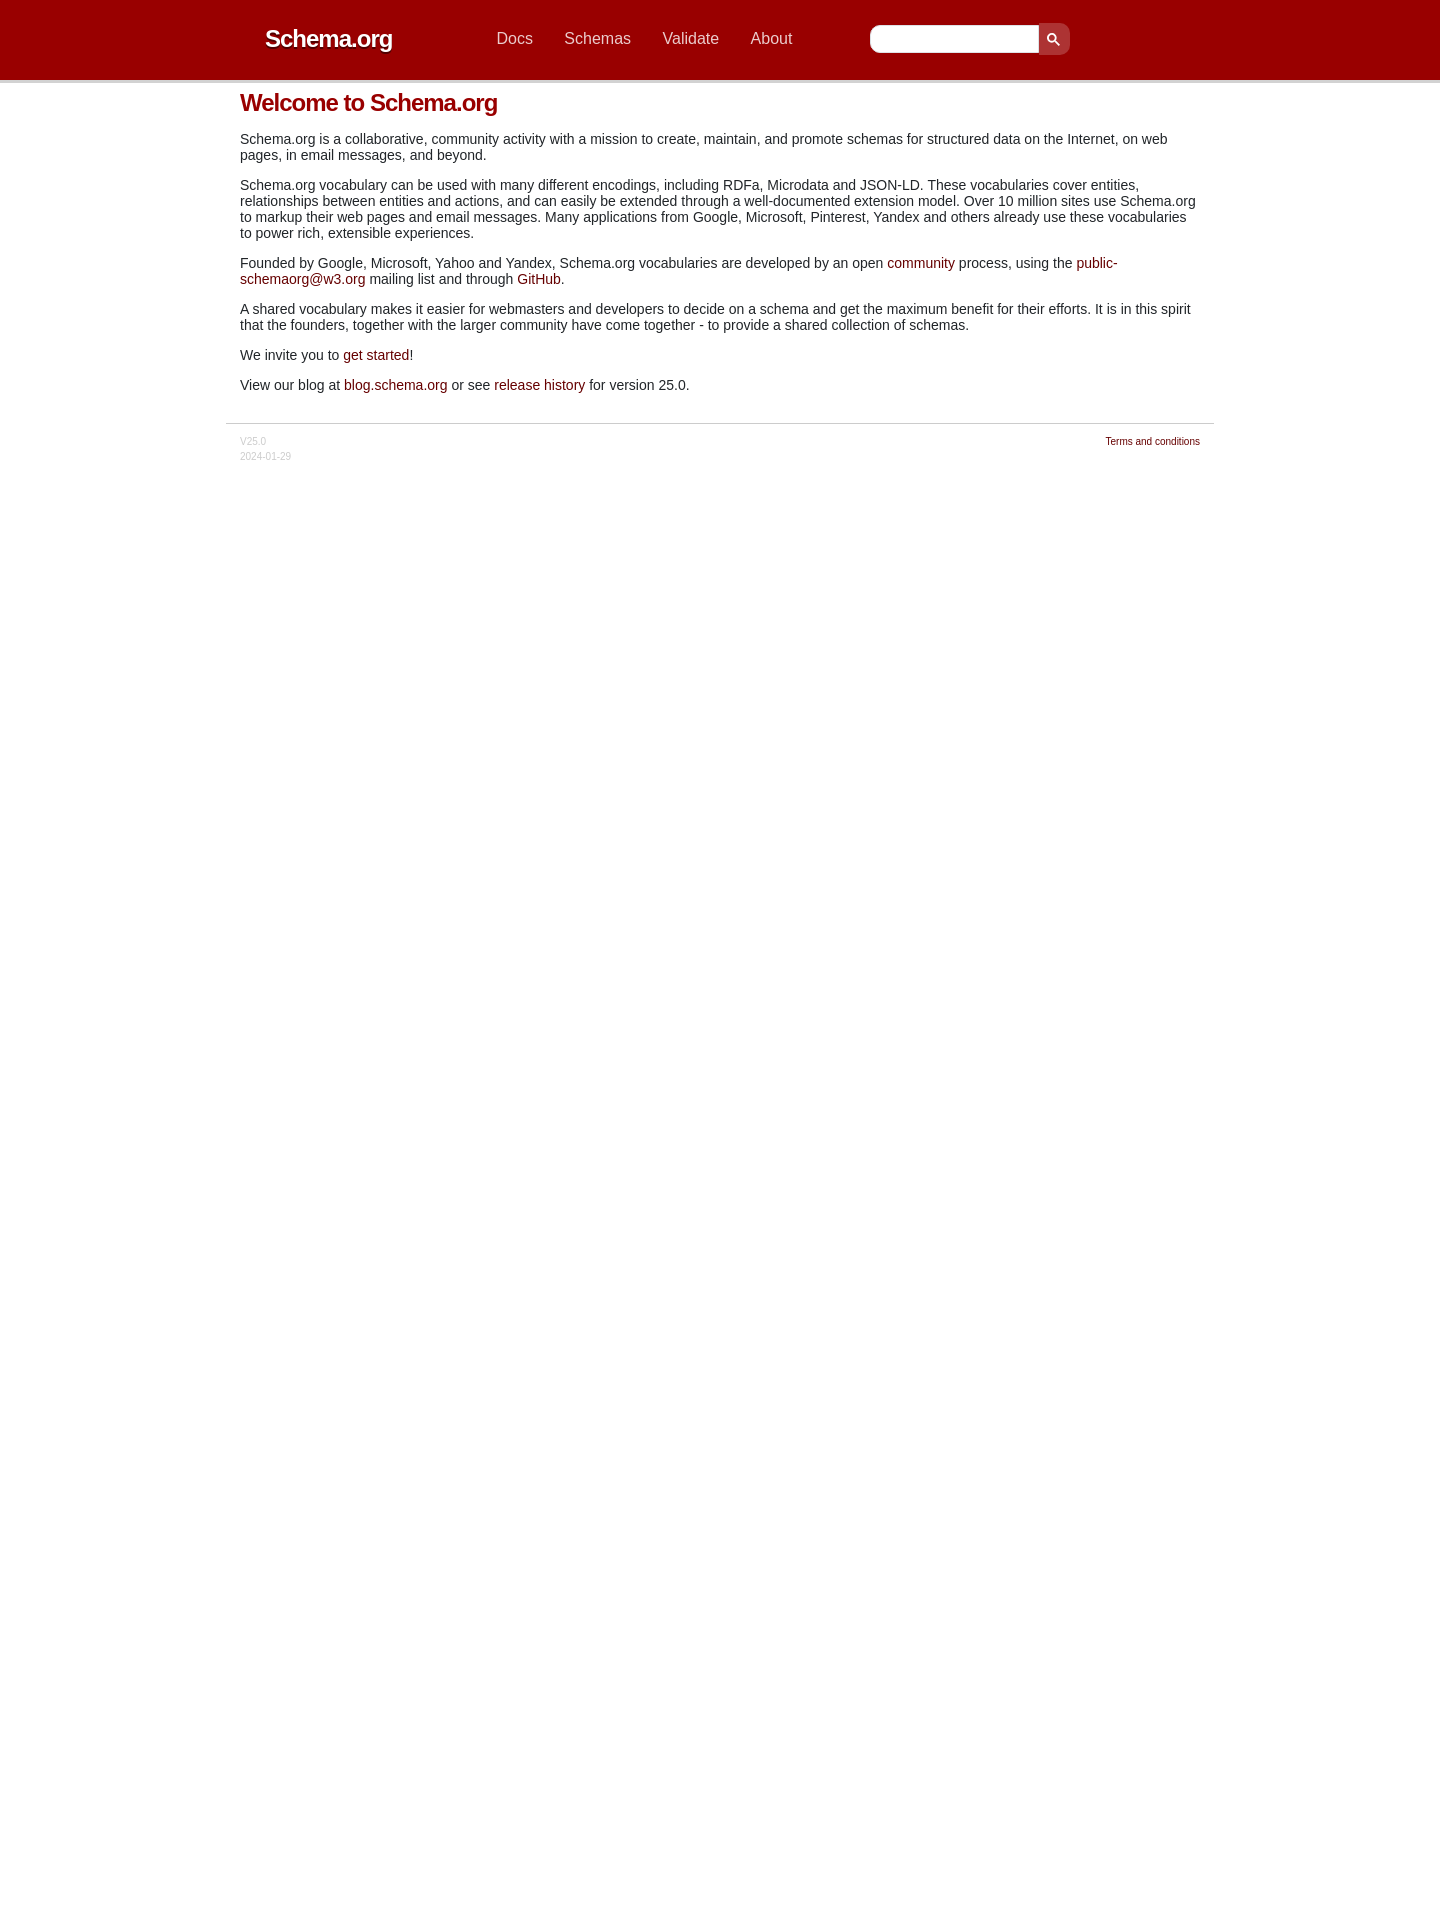 Schema.org
Docs Schemas Validate About
Welcome to Schema.org
Schema.org is a collaborative, community activity with a mission to create, maintain, and promote schemas for structured data on the Internet, on web
pages, in email messages, and beyond.
Schema.org vocabulary can be used with many different encodings, including RDFa, Microdata and JSON-LD. These vocabularies cover entities,
relationships between entities and actions, and can easily be extended through a well-documented extension model. Over 10 million sites use Schema.org
to markup their web pages and email messages. Many applications from Google, Microsoft, Pinterest, Yandex and others already use these vocabularies
to power rich, extensible experiences.
Founded by Google, Microsoft, Yahoo and Yandex, Schema.org vocabularies are developed by an open community process, using the public-
schemaorg@w3.org mailing list and through GitHub.
A shared vocabulary makes it easier for webmasters and developers to decide on a schema and get the maximum benefit for their efforts. It is in this spirit
that the founders, together with the larger community have come together - to provide a shared collection of schemas.
We invite you to get started!
View our blog at blog.schema.org or see release history for version 25.0.
V25.0
2024-01-29
Terms and conditions